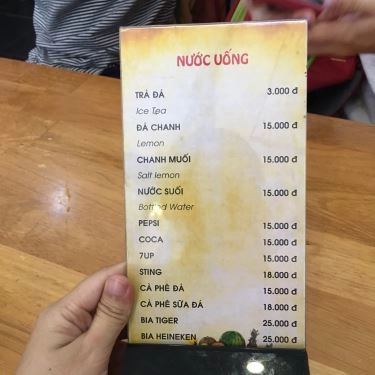 NƯỚC UỐNG
TRÀ ĐÁ 3.000 đ
Ice Tea
ĐÁ CHANH 15.000 đ
Lemon
CHANH MUỐI 15.000 đ
Salt lemon
NƯỚC SUỐI 15.000 đ
Bottled Water
PEPSI 15.000 đ
COCA 15.000 đ
7UP 15.000 đ
STING 18.000 đ
CÀ PHÊ ĐÁ 15.000 đ
CÀ PHÊ SỮA ĐÁ 18.000 đ
BIA TIGER 25.000 đ
BIA HEINEKEN 25.000 đ